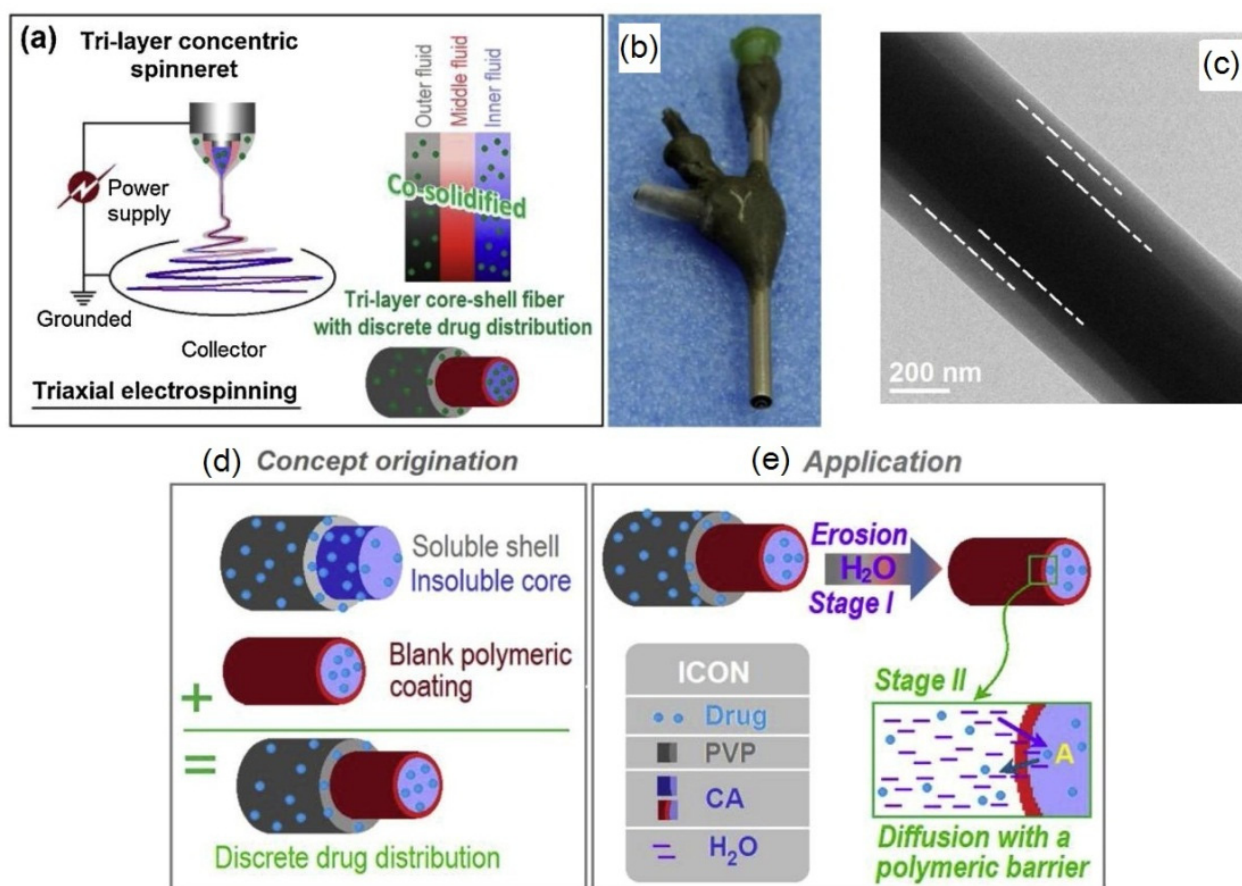 (a)
Tri-layer concentric
spinneret
Outer fluid
Middle fluid
Inner fluid
Co-solidified
Power
supply
Grounded
Collector
Tri-layer core-shell fiber
with discrete drug distribution
Triaxial electrospinning
(b)
(c)
200 nm
(d) Concept origination
Soluble shell
Insoluble core
+
Blank polymeric
coating
=
Discrete drug distribution
(e) Application
Erosion
H₂O
Stage I
ICON
Drug
PVP
CA
H₂O
Stage II
A
Diffusion with a
polymeric barrier